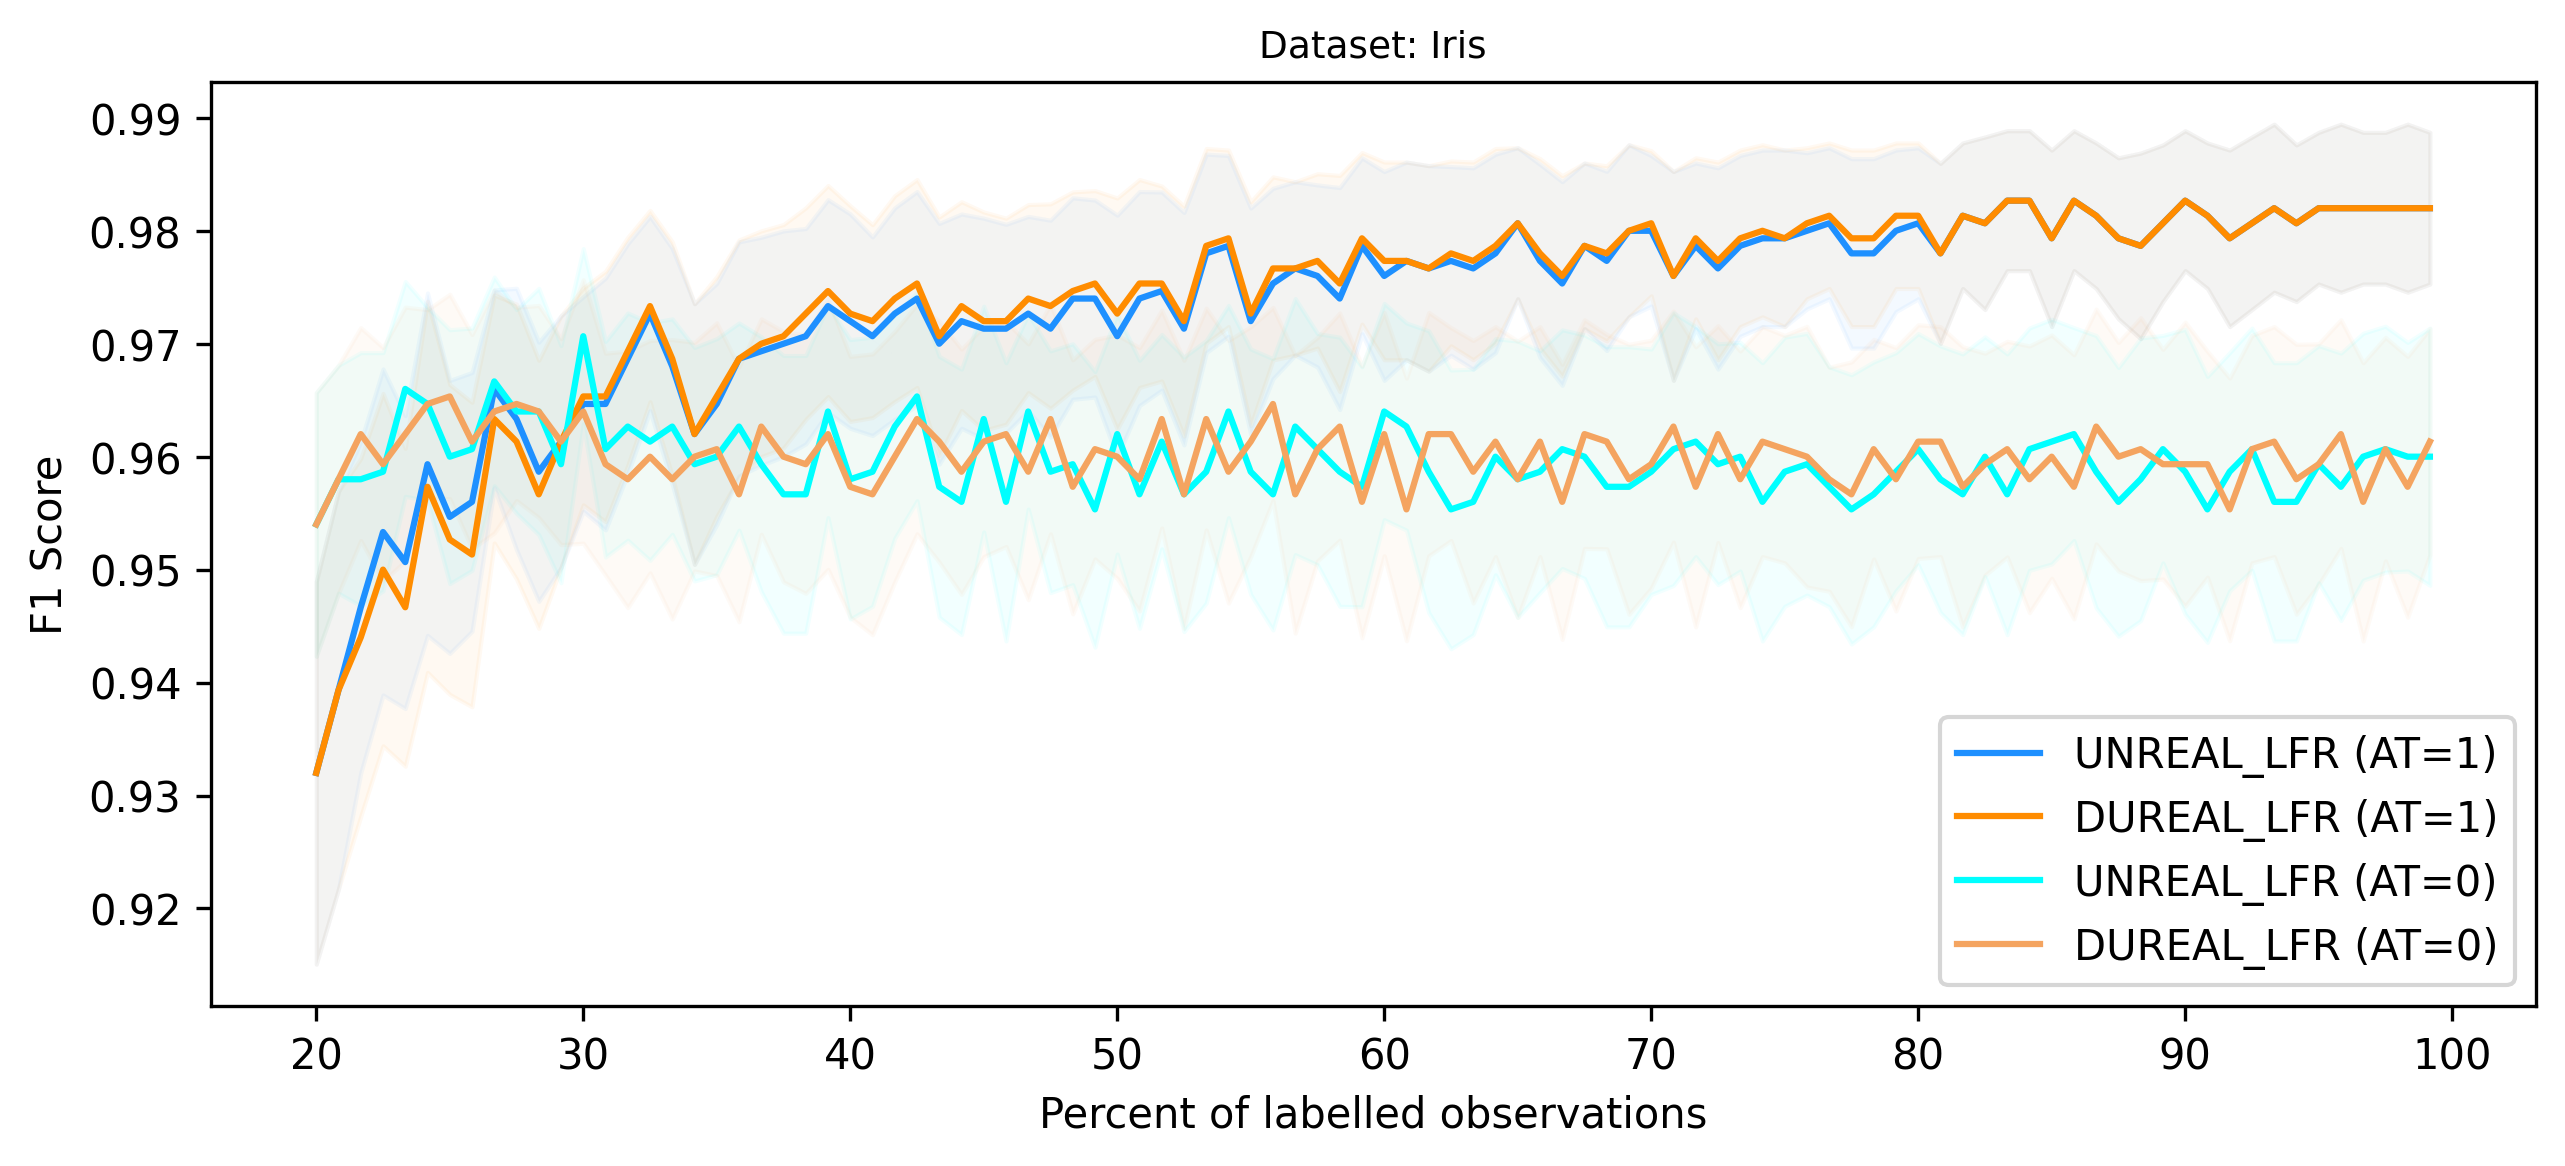 Dataset: Iris
0.99
0.98
0.97
0.96
0.95
0.94
0.93
0.92
F1 Score
UNREAL_LFR (AT=1)
DUREAL_LFR (AT=1)
UNREAL_LFR (AT=0)
DUREAL_LFR (AT=0)
20 30 40 50 60 70 80 90 100
Percent of labelled observations